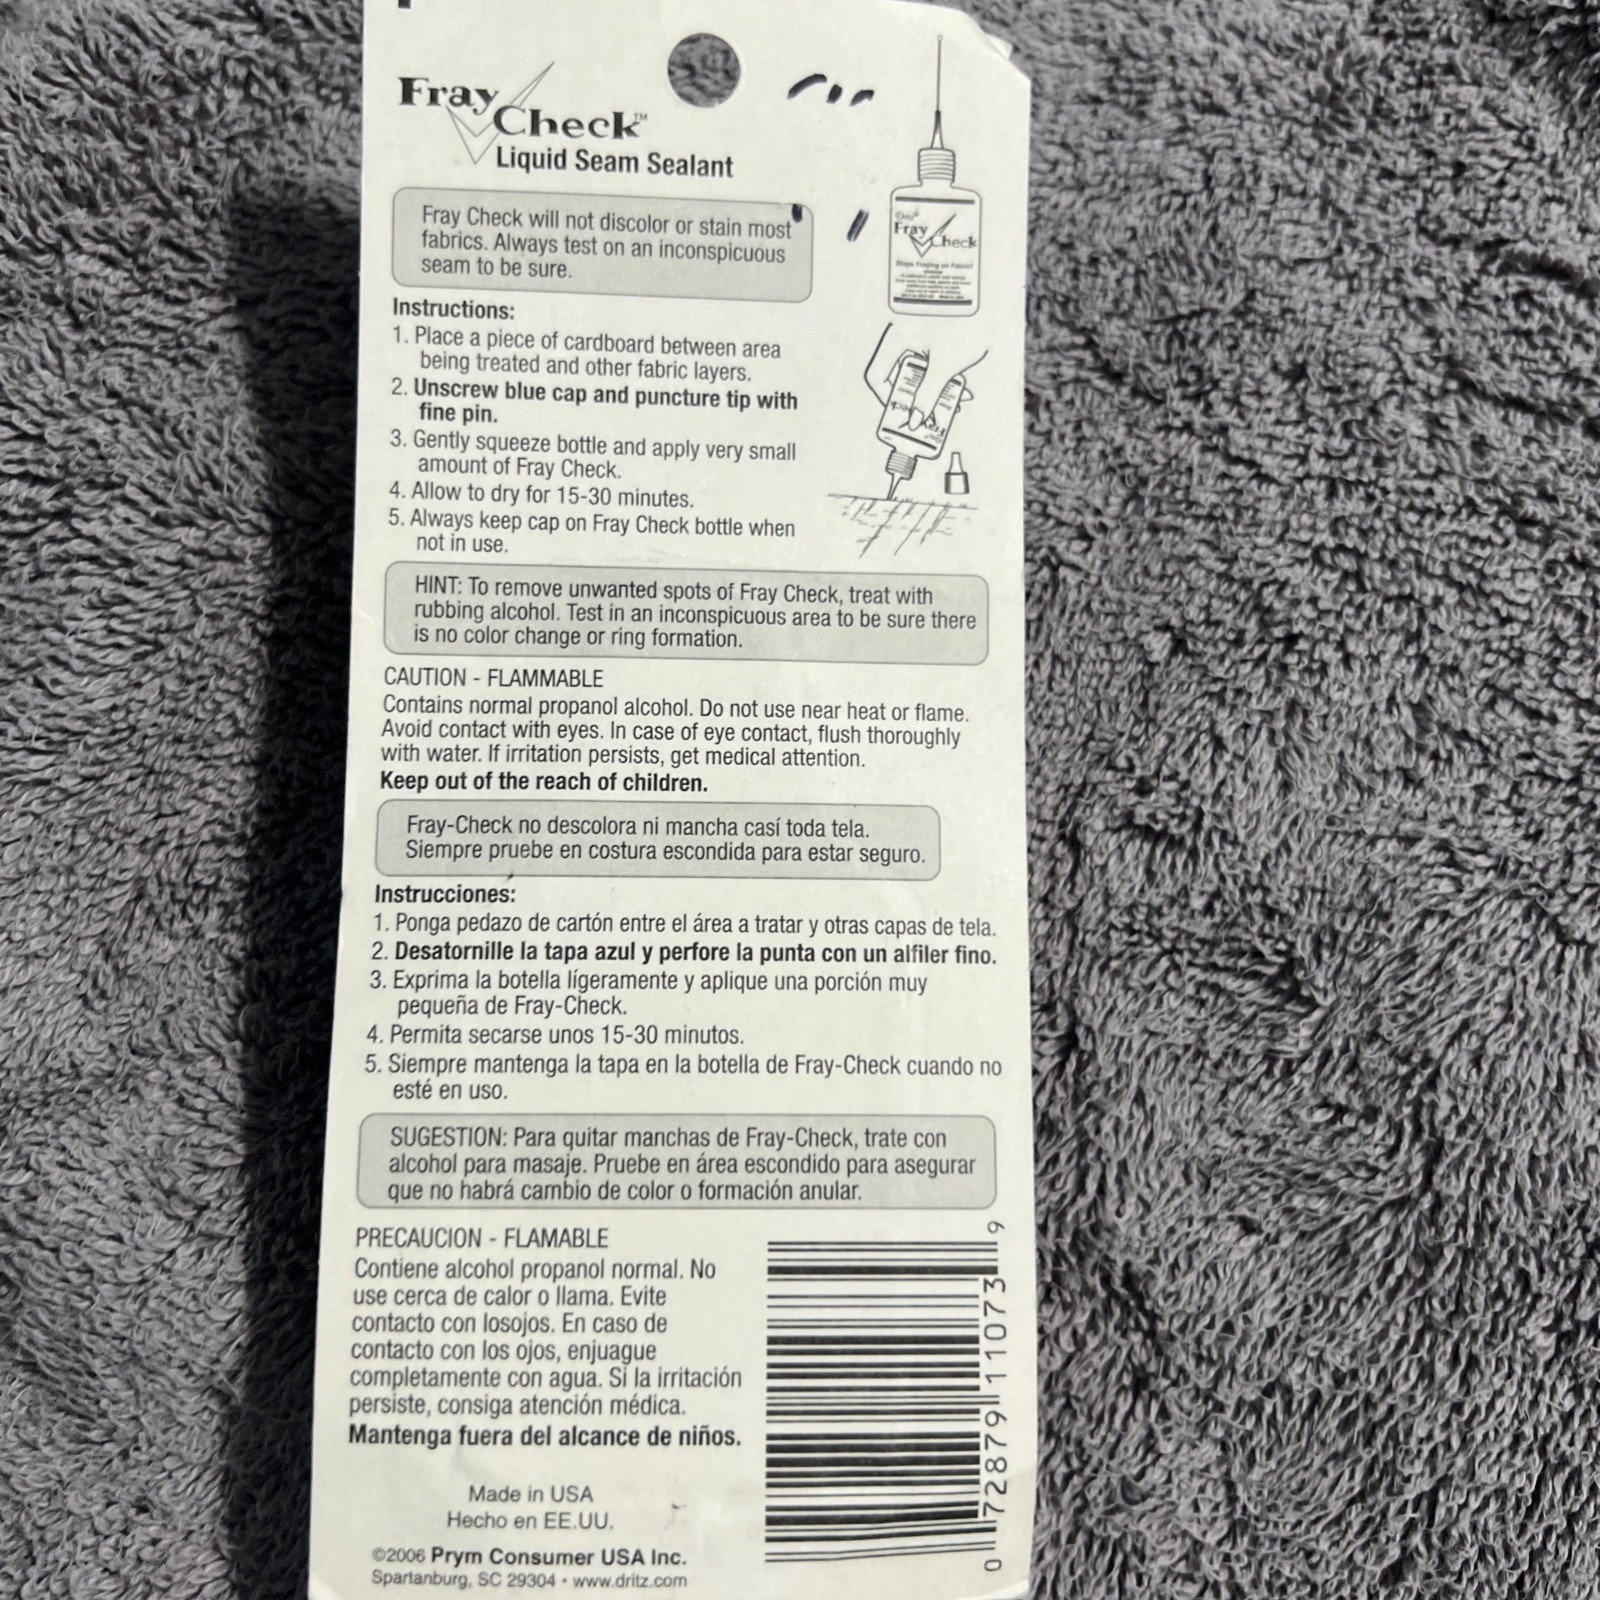 Fray
Check™
Liquid Seam Sealant
Fray Check will not discolor or stain most
fabrics. Always test on an inconspicuous
seam to be sure.
Fray
Check
Stops Fraying on Fabric!
Instructions:
1. Place a piece of cardboard between area
being treated and other fabric layers.
2. Unscrew blue cap and puncture tip with
fine pin.
3. Gently squeeze bottle and apply very small
amount of Fray Check.
4. Allow to dry for 15-30 minutes.
5. Always keep cap on Fray Check bottle when
not in use.
HINT: To remove unwanted spots of Fray Check, treat with
rubbing alcohol. Test in an inconspicuous area to be sure there
is no color change or ring formation.
CAUTION - FLAMMABLE
Contains normal propanol alcohol. Do not use near heat or flame.
Avoid contact with eyes. In case of eye contact, flush thoroughly
with water. If irritation persists, get medical attention.
Keep out of the reach of children.
Fray-Check no descolora ni mancha casí toda tela.
Siempre pruebe en costura escondida para estar seguro.
Instrucciones:
1. Ponga pedazo de cartón entre el área a tratar y otras capas de tela.
2. Desatornille la tapa azul y perfore la punta con un alfiler fino.
3. Exprima la botella lígeramente y aplique una porción muy
pequeña de Fray-Check.
4. Permita secarse unos 15-30 minutos.
5. Siempre mantenga la tapa en la botella de Fray-Check cuando no
esté en uso.
SUGESTION: Para quitar manchas de Fray-Check, trate con
alcohol para masaje. Pruebe en área escondido para asegurar
que no habrá cambio de color o formación anular.
PRECAUCION - FLAMABLE
Contiene alcohol propanol normal. No
use cerca de calor o llama. Evite
contacto con losojos. En caso de
contacto con los ojos, enjuague
completamente con agua. Si la irritación
persiste, consiga atención médica.
Mantenga fuera del alcance de niños.
Made in USA
Hecho en EE.UU.
©2006 Prym Consumer USA Inc.
Spartanburg, SC 29304 • www.dritz.com
0 72879 11073 9